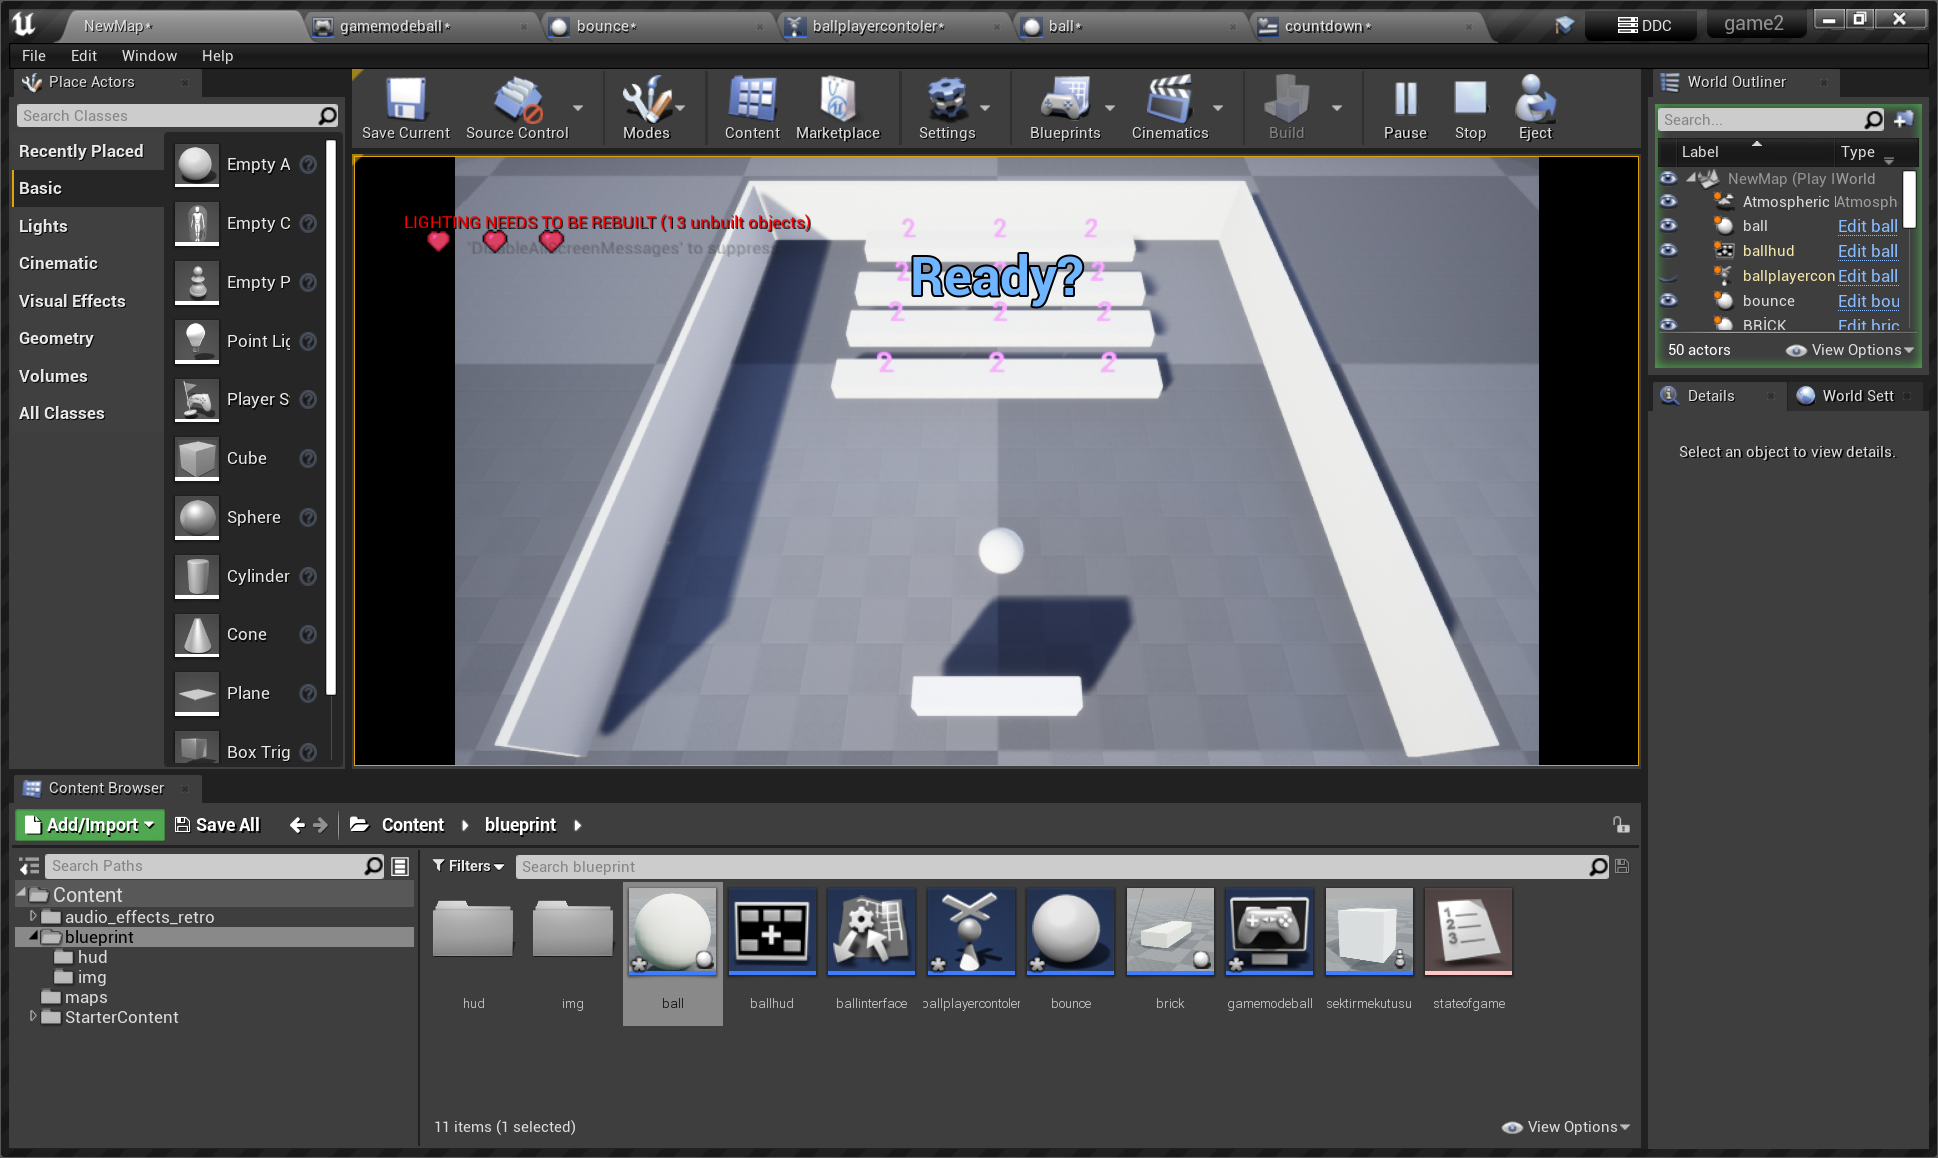 NewMap*
gamemodeball*
bounce*
ballplayercontoler*
ball*
countdown*
DDC
game2
File Edit Window Help
Place Actors
Search Classes
Recently Placed
Basic
Lights
Cinematic
Visual Effects
Geometry
Volumes
All Classes
Empty A
Empty C
Empty P
Point Lig
Player S
Cube
Sphere
Cylinder
Cone
Plane
Box Trig
Save Current
Source Control
Modes
Content
Marketplace
Settings
Blueprints
Cinematics
Build
Pause
Stop
Eject
LIGHTING NEEDS TO BE REBUILT (13 unbuilt objects)
'DisableAllScreenMessages' to suppress
2 2 2
2 2
Ready?
2 2 2
2 2 2
World Outliner
Search...
Label Type
NewMap (Play I World
Atmospheric Atmosph
ball Edit ball
ballhud Edit ball
ballplayercon Edit ball
bounce Edit bou
BRİCK Edit bric
50 actors
View Options
Details
World Sett
Select an object to view details.
Content Browser
Add/Import
Save All
Content
blueprint
Search Paths
Filters
Search blueprint
Content
audio_effects_retro
blueprint
hud
img
maps
StarterContent
hud
img
ball
ballhud
ballinterface
ballplayercontoler
bounce
brick
gamemodeball
sektirmekutusu
stateofgame
11 items (1 selected)
View Options